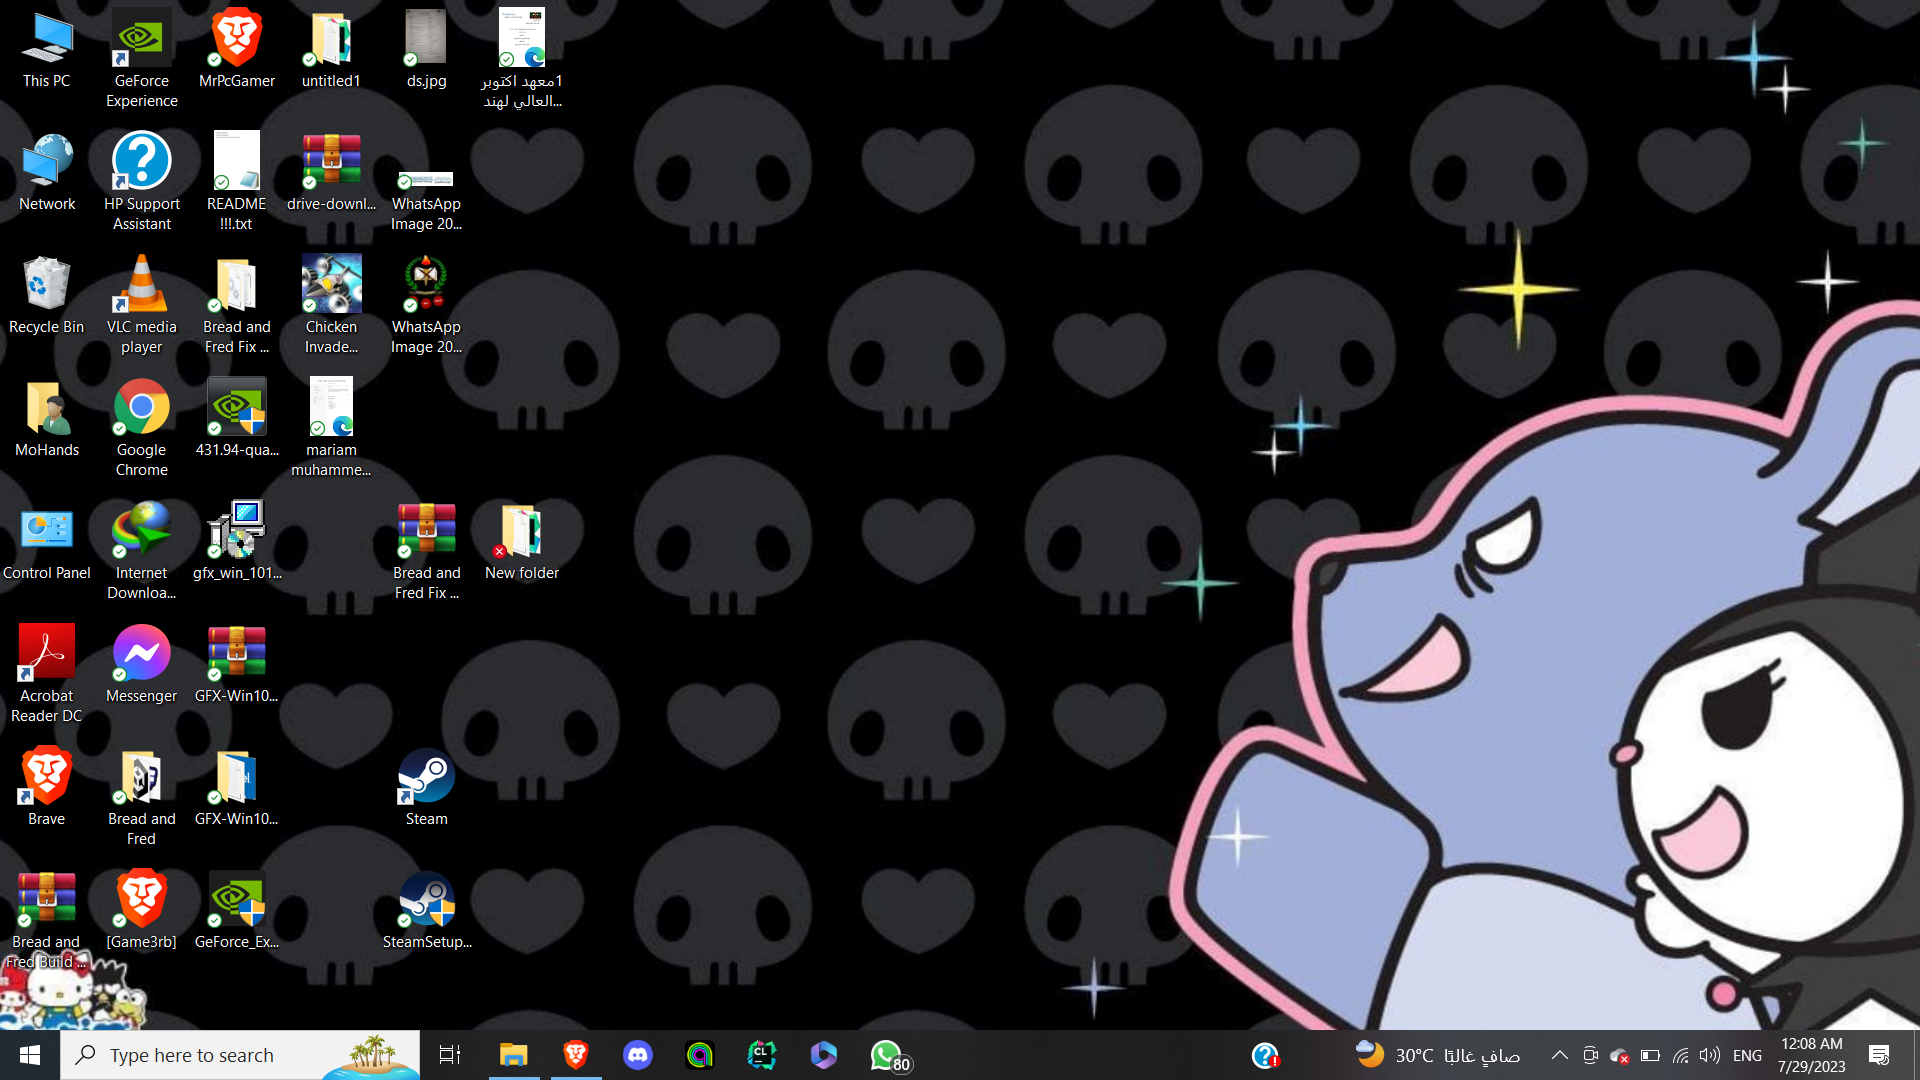 This PC
GeForce
Experience
MrPcGamer
untitled1
ds.jpg
1معهد اكتوبر
العالي لهند...
Network
HP Support
Assistant
README
!!!.txt
drive-downl...
WhatsApp
Image 20...
Recycle Bin
VLC media
player
Bread and
Fred Fix ...
Chicken
Invade...
WhatsApp
Image 20...
MoHands
Google
Chrome
431.94-qua...
mariam
muhamme...
Control Panel
Internet
Downloa...
gfx_win_101...
Bread and
Fred Fix ...
New folder
Acrobat
Reader DC
Messenger
GFX-Win10...
Brave
Bread and
Fred
GFX-Win10...
Steam
Bread and
Fred Build ...
[Game3rb]
GeForce_Ex...
SteamSetup...
Type here to search
CL
80
30°C صافٍ غالبًا
ENG
12:08 AM
7/29/2023